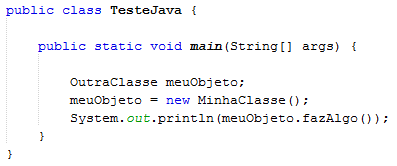 public class TesteJava {
public static void main(String[] args) {
OutraClasse meuObjeto;
meuObjeto = new MinhaClasse();
System.out.println(meuObjeto.fazAlgo());
}
}